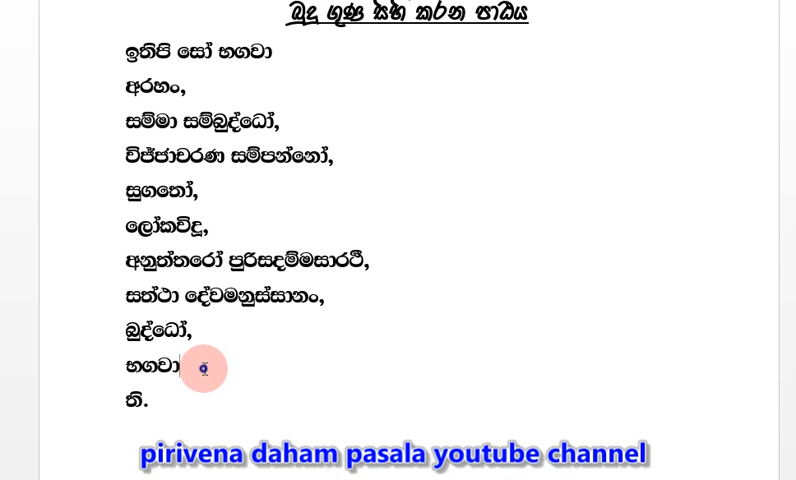 බුදු ගුණ සිහි කරන පාඨය
ඉතිපි සෝ භගවා
අරහං,
සම්මා සම්බුද්ධෝ,
විජ්ජාචරණ සම්පන්නෝ,
සුගතෝ,
ලෝකවිදූ,
අනුත්තරෝ පුරිසදම්මසාරථී,
සත්ථා දේවමනුස්සානං,
බුද්ධෝ,
භගවා
ති.
pirivena daham pasala youtube channel